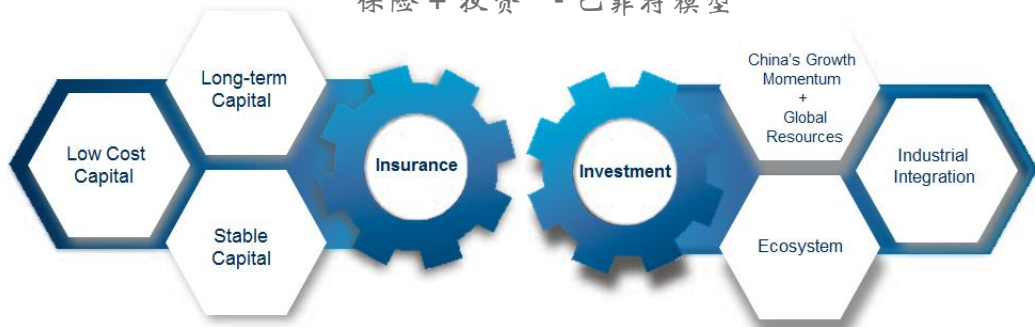 保险 + 投资 - 巴菲特模型
Long-term
Capital
Low Cost
Capital
Stable
Capital
Insurance
Investment
China's Growth
Momentum
+
Global
Resources
Industrial
Integration
Ecosystem